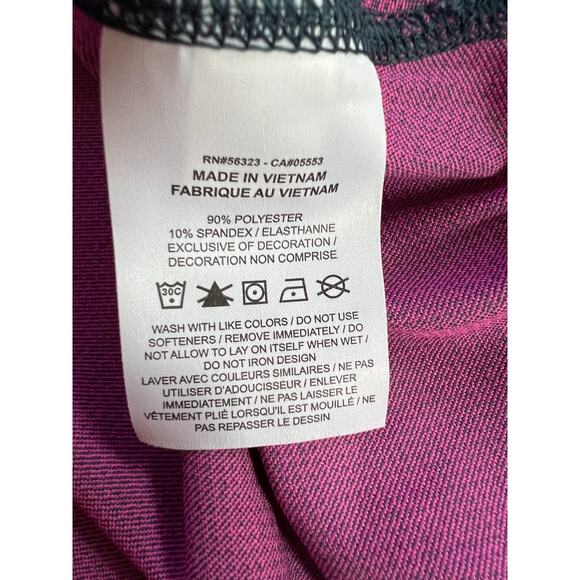 RN#56323 - CA#05553
MADE IN VIETNAM
FABRIQUE AU VIETNAM
90% POLYESTER
10% SPANDEX / ELASTHANNE
EXCLUSIVE OF DECORATION /
DECORATION NON COMPRISE
30C
WASH WITH LIKE COLORS / DO NOT USE
SOFTENERS / REMOVE IMMEDIATELY / DO
NOT ALLOW TO LAY ON ITSELF WHEN WET /
DO NOT IRON DESIGN
LAVER AVEC COULEURS SIMILAIRES / NE PAS
UTILISER D'ADOUCISSEUR / ENLEVER
IMMEDIATEMENT / NE PAS LAISSER LE
VÊTEMENT PLIÉ LORSQU'IL EST MOUILLÉ / NE
PAS REPASSER LE DESSIN